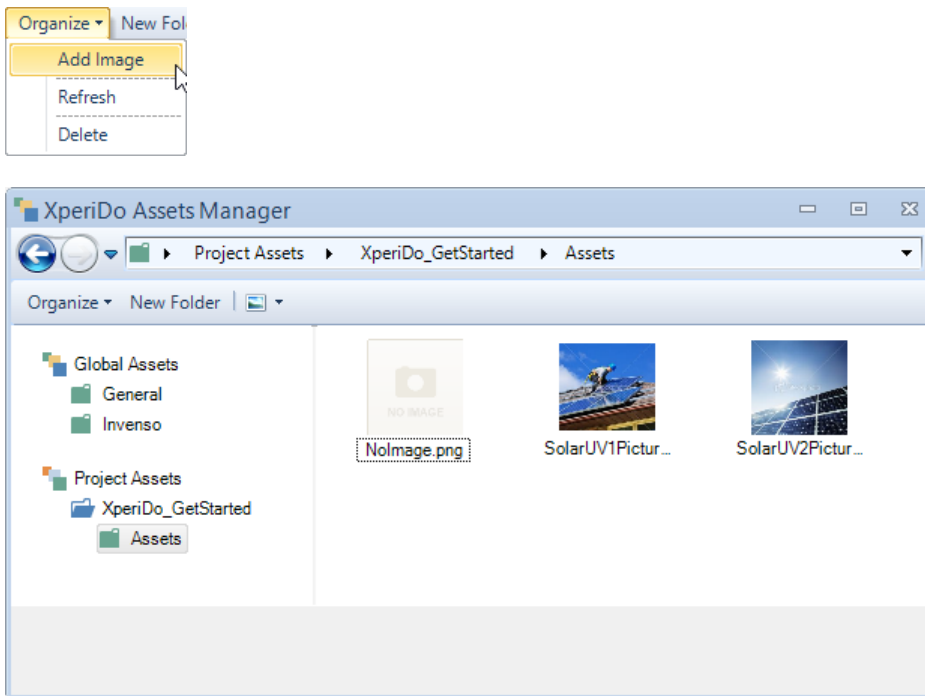 Organize New Fol
Add Image
Refresh
Delete
XperiDo Assets Manager
Project Assets XperiDo_GetStarted Assets
Organize New Folder
Global Assets
General
Invenso
Project Assets
XperiDo_GetStarted
Assets
NO IMAGE
NoImage.png
SolarUV1Pictur...
SolarUV2Pictur...